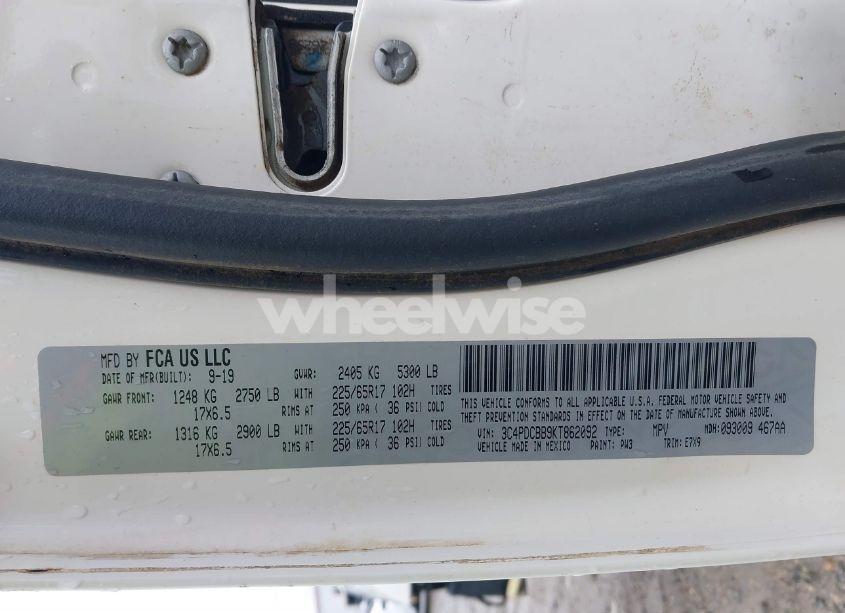 wheelwise
MFD BY FCA US LLC
DATE OF MFR(BUILT): 9-19 GVWR: 2405 KG 5300 LB
GAWR FRONT: 1248 KG 2750 LB WITH 225/65R17 102H TIRES
17X6.5 RIMS AT 250 KPA ( 36 PSI) COLD
GAWR REAR: 1316 KG 2900 LB WITH 225/65R17 102H TIRES
17X6.5 RIMS AT 250 KPA ( 36 PSI) COLD
THIS VEHICLE CONFORMS TO ALL APPLICABLE U.S.A. FEDERAL MOTOR VEHICLE SAFETY AND
THEFT PREVENTION STANDARDS IN EFFECT ON THE DATE OF MANUFACTURE SHOWN ABOVE.
VIN: 3C4PDCBB9KT862092 TYPE: MPV MDH: 093009 467AA
VEHICLE MADE IN MEXICO PAINT: PW3 TRIM: E7X9